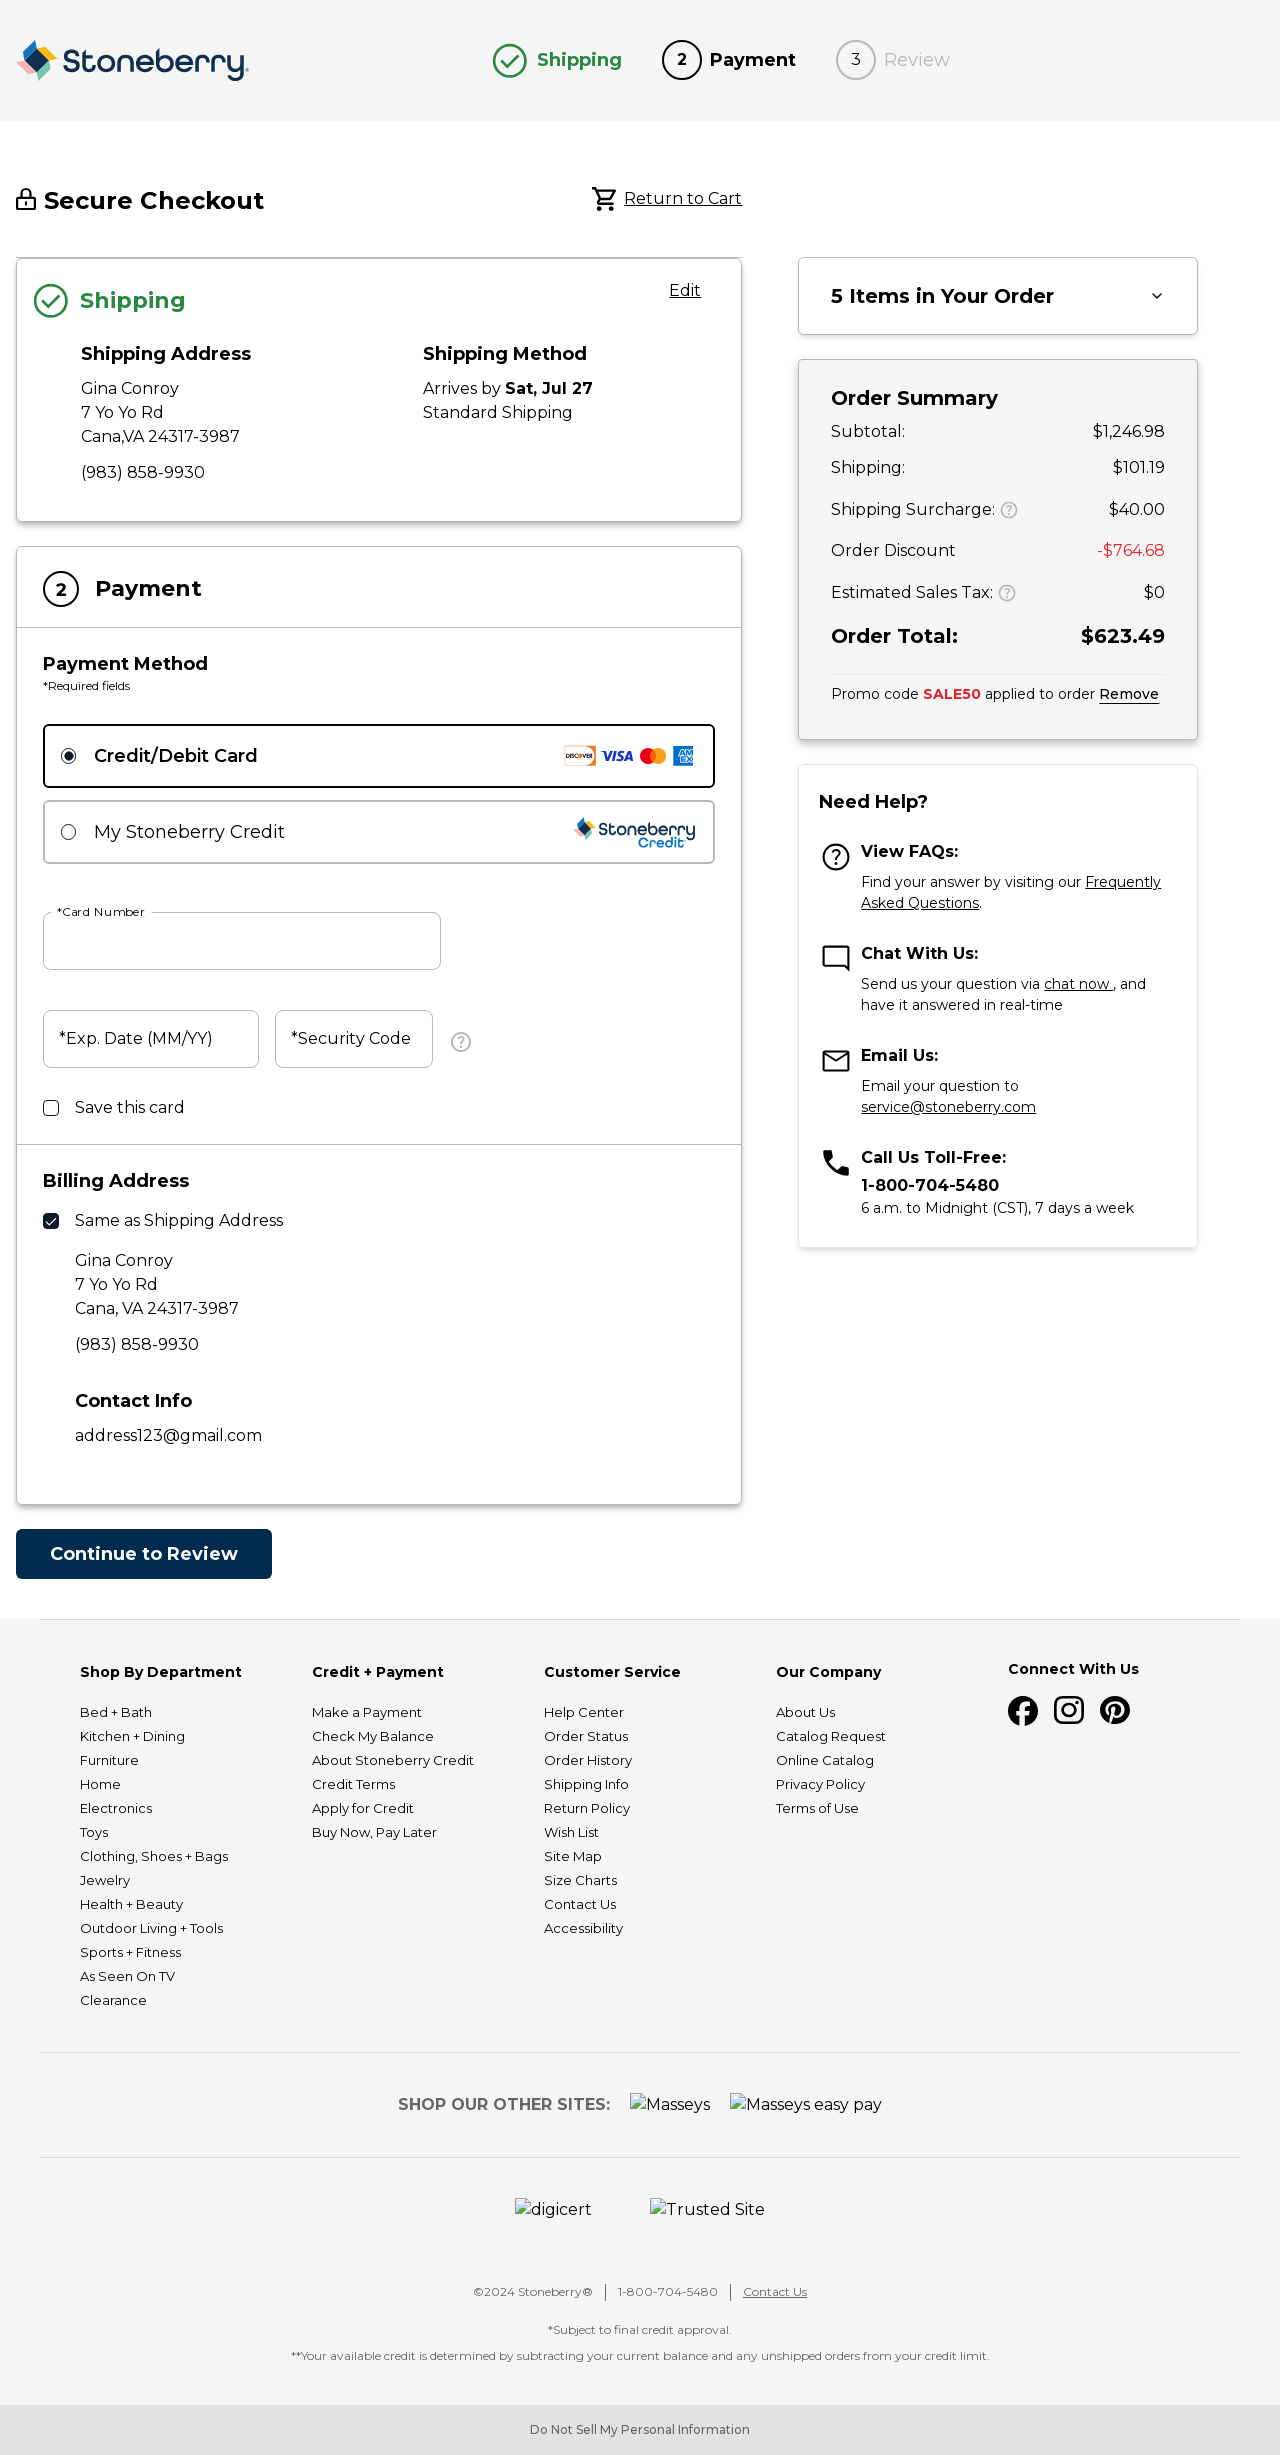 Stoneberry®
Shipping
2 Payment
3 Review
Secure Checkout
Return to Cart
Shipping
Edit
Shipping Address
Gina Conroy
7 Yo Yo Rd
Cana,VA 24317-3987
(983) 858-9930
Shipping Method
Arrives by Sat, Jul 27
Standard Shipping
2 Payment
Payment Method
*Required fields
Credit/Debit Card
DISCOVER VISA AM EX
My Stoneberry Credit
Stoneberry
Credit
*Card Number
*Exp. Date (MM/YY)
*Security Code
Save this card
Billing Address
Same as Shipping Address
Gina Conroy
7 Yo Yo Rd
Cana, VA 24317-3987
(983) 858-9930
Contact Info
address123@gmail.com
Continue to Review
5 Items in Your Order
Order Summary
Subtotal: $1,246.98
Shipping: $101.19
Shipping Surcharge: ? $40.00
Order Discount -$764.68
Estimated Sales Tax: ? $0
Order Total: $623.49
Promo code SALE50 applied to order Remove
Need Help?
View FAQs:
Find your answer by visiting our Frequently
Asked Questions.
Chat With Us:
Send us your question via chat now , and
have it answered in real-time
Email Us:
Email your question to
service@stoneberry.com
Call Us Toll-Free:
1-800-704-5480
6 a.m. to Midnight (CST), 7 days a week
Shop By Department
Bed + Bath
Kitchen + Dining
Furniture
Home
Electronics
Toys
Clothing, Shoes + Bags
Jewelry
Health + Beauty
Outdoor Living + Tools
Sports + Fitness
As Seen On TV
Clearance
Credit + Payment
Make a Payment
Check My Balance
About Stoneberry Credit
Credit Terms
Apply for Credit
Buy Now, Pay Later
Customer Service
Help Center
Order Status
Order History
Shipping Info
Return Policy
Wish List
Site Map
Size Charts
Contact Us
Accessibility
Our Company
About Us
Catalog Request
Online Catalog
Privacy Policy
Terms of Use
Connect With Us
SHOP OUR OTHER SITES: Masseys Masseys easy pay
digicert Trusted Site
©2024 Stoneberry® | 1-800-704-5480 | Contact Us
*Subject to final credit approval.
**Your available credit is determined by subtracting your current balance and any unshipped orders from your credit limit.
Do Not Sell My Personal Information